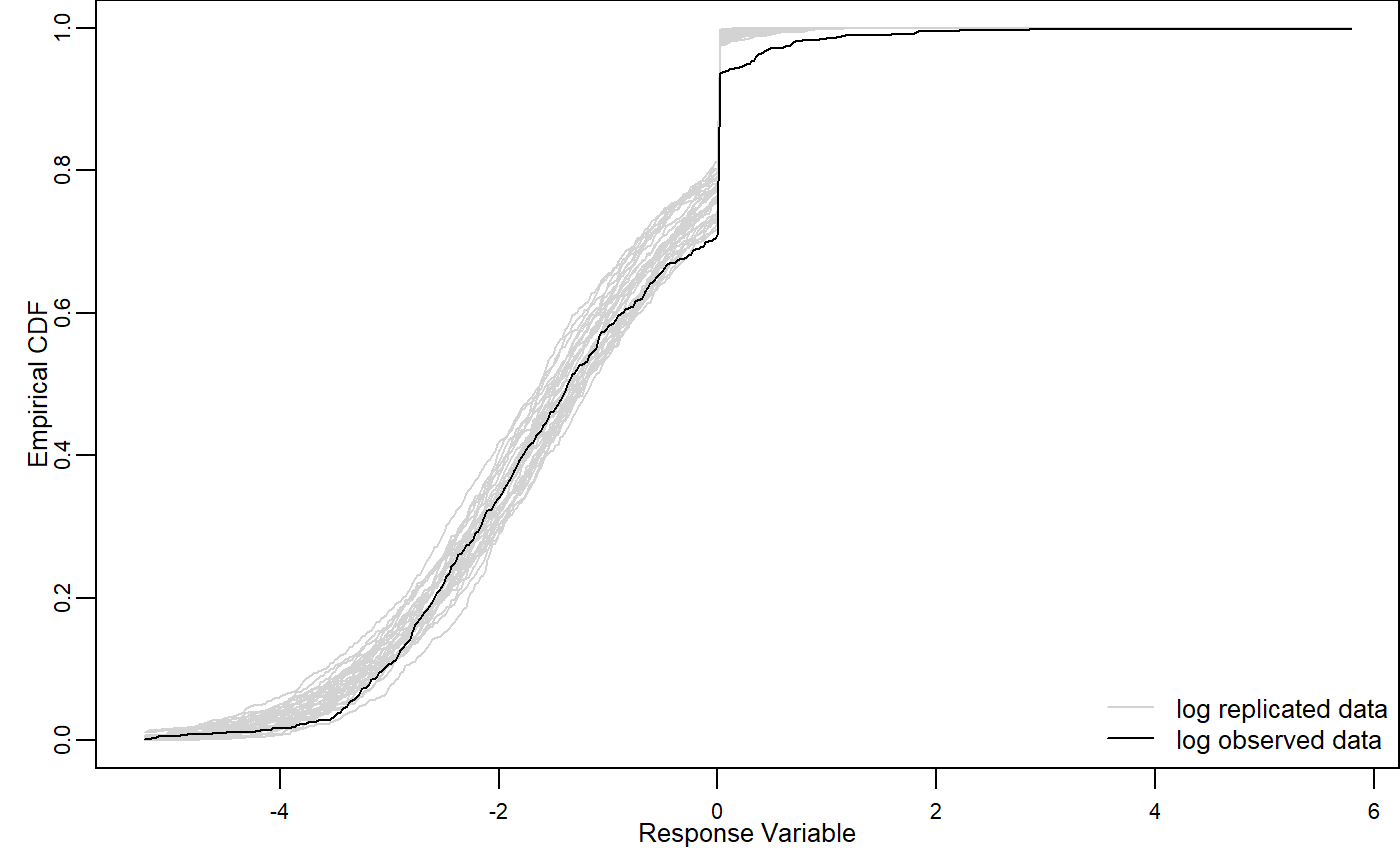 1.0
0.8
0.6
0.4
0.2
0.0
Empirical CDF
log replicated data
log observed data
-4 -2 0 2 4 6
Response Variable